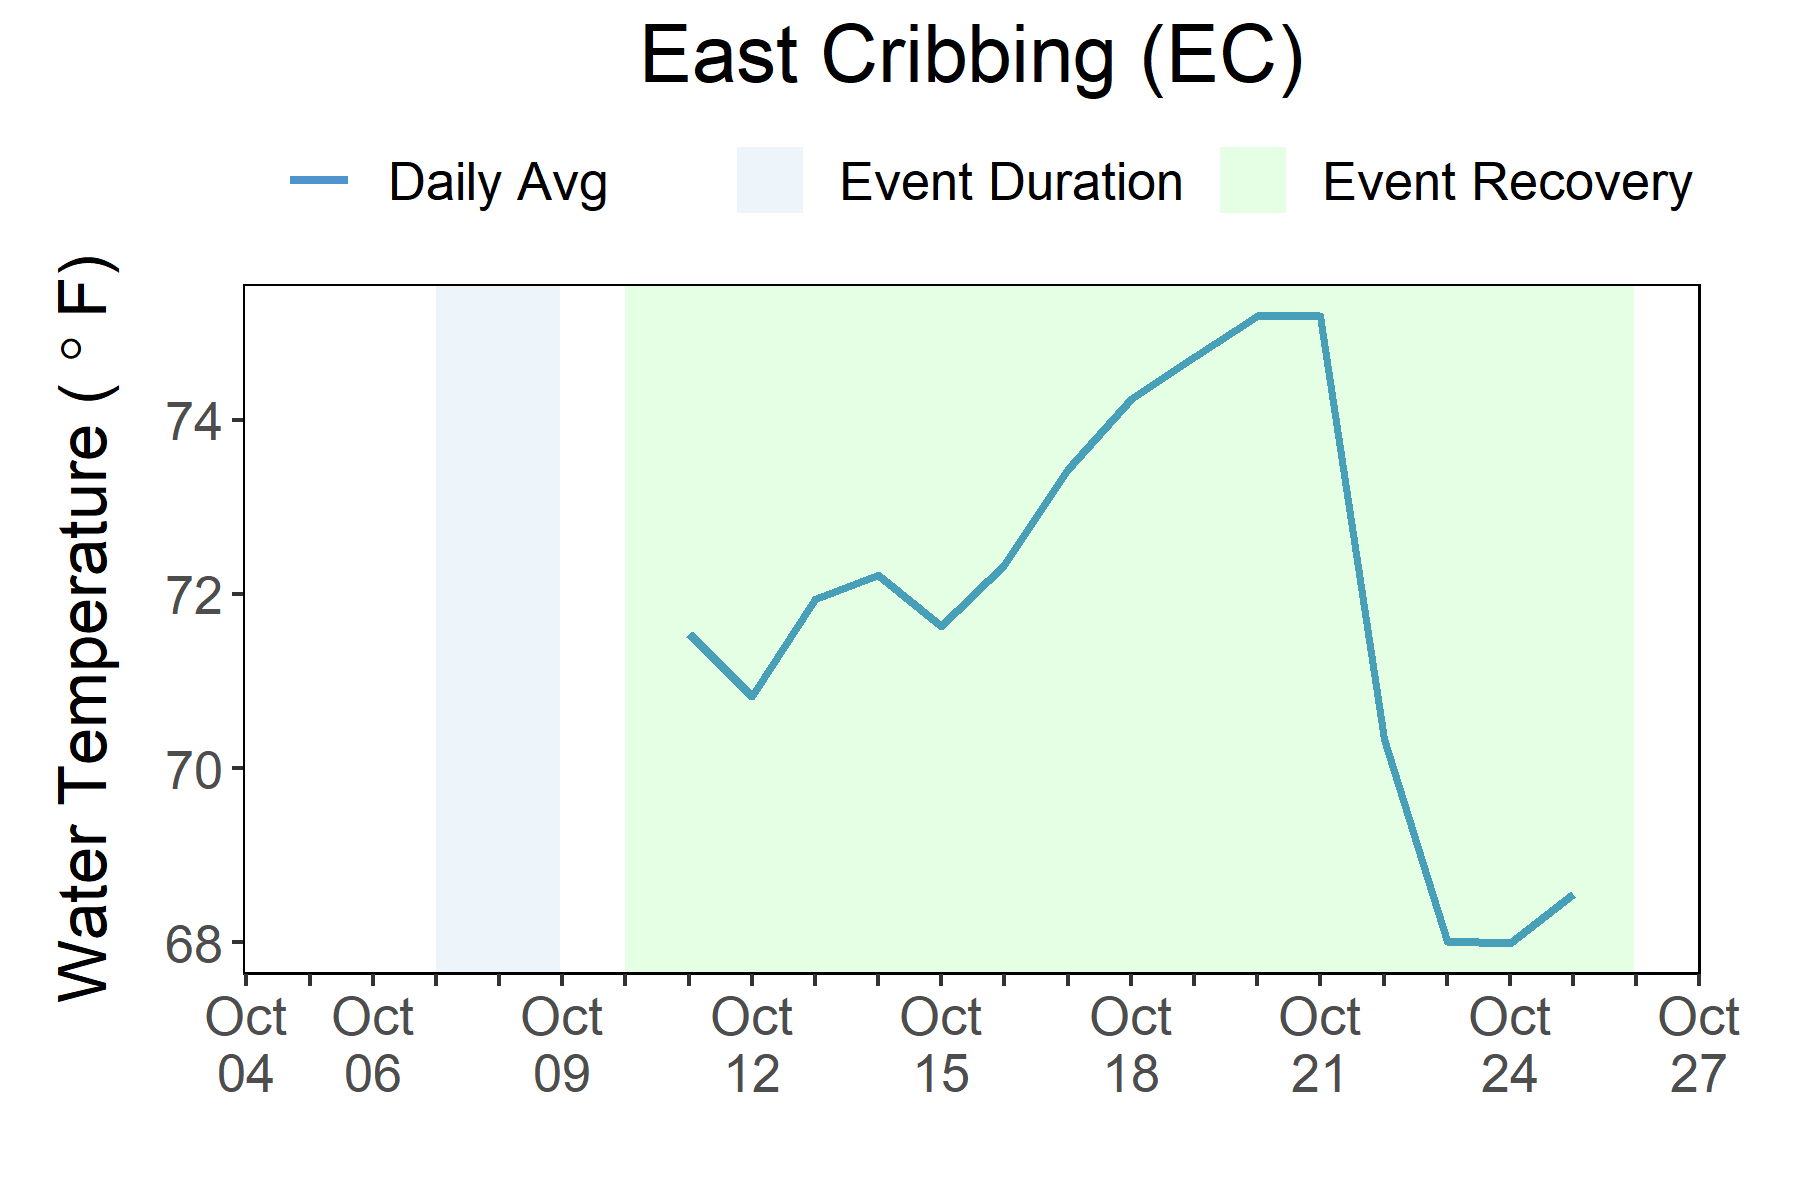 East Cribbing (EC)
Daily Avg Event Duration Event Recovery
Water Temperature ( ° F)
74
72
70
68
Oct Oct Oct Oct Oct Oct Oct Oct Oct
04 06 09 12 15 18 21 24 27